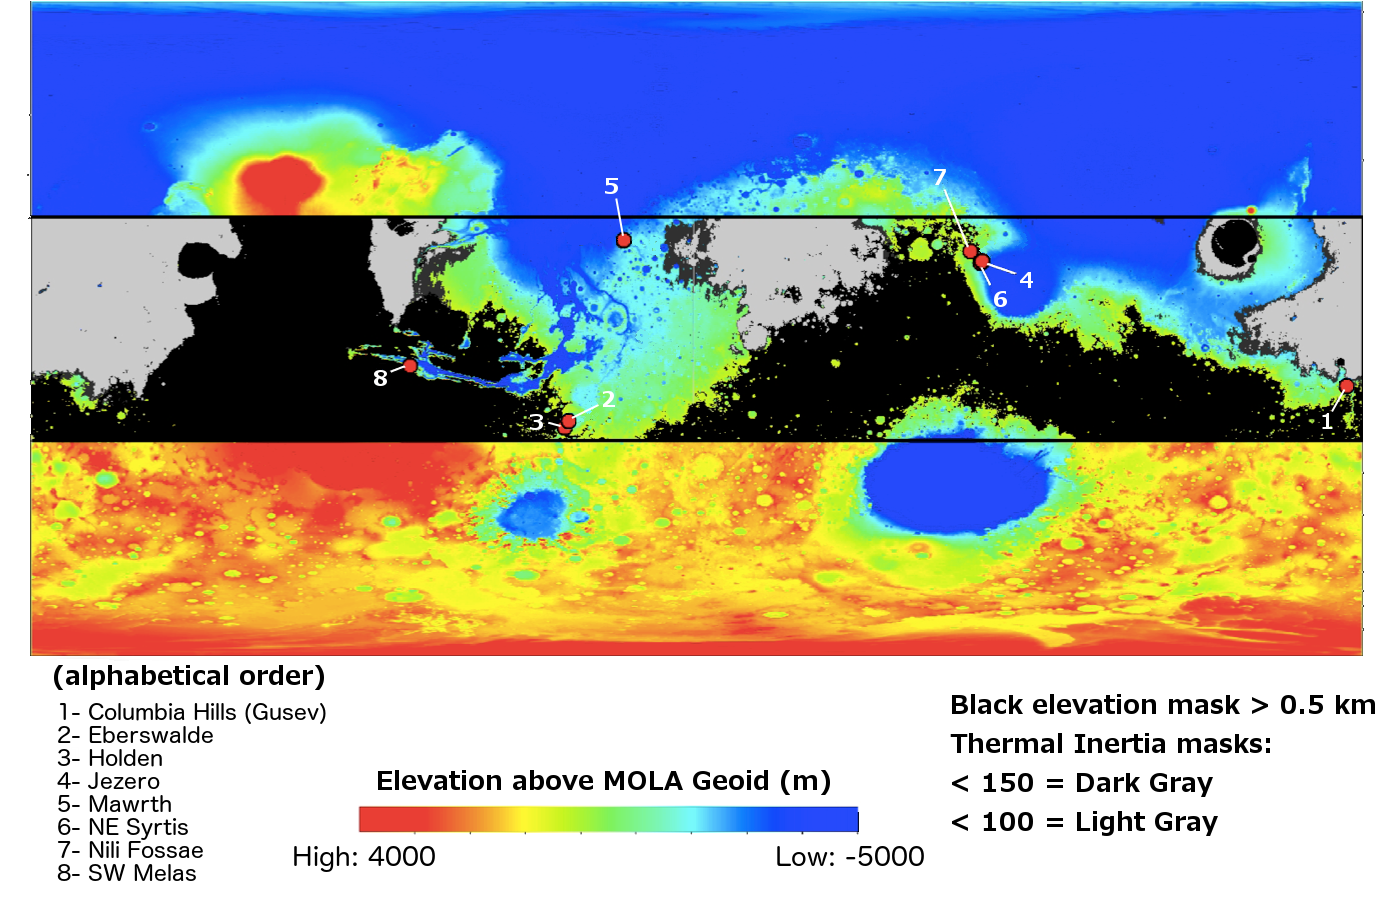 7
5
4
6
8
2
3
1
(alphabetical order)
1- Columbia Hills (Gusev)
2- Eberswalde
3- Holden
4- Jezero
5- Mawrth
6- NE Syrtis
7- Nili Fossae
8- SW Melas
Elevation above MOLA Geoid (m)
High: 4000
Low: -5000
Black elevation mask > 0.5 km
Thermal Inertia masks:
< 150 = Dark Gray
< 100 = Light Gray